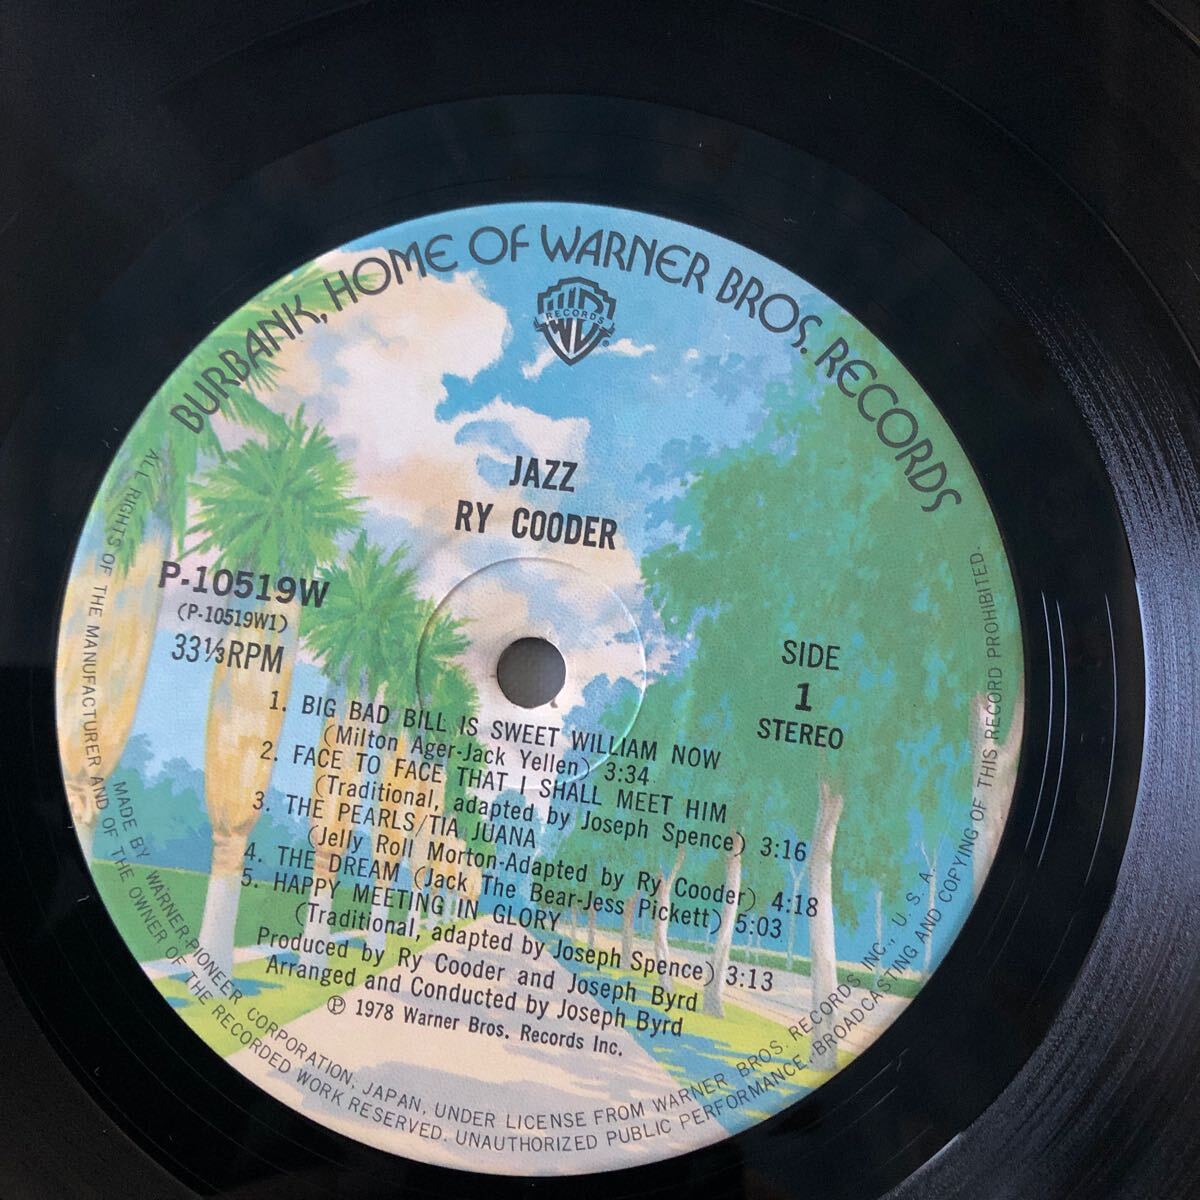 BURBANK, HOME OF WARNER BROS. RECORDS
RECORDS
JAZZ
RY COODER
P-10519W
(P-10519W1)
33⅓RPM
SIDE
1
STEREO
1. BIG BAD BILL IS SWEET WILLIAM NOW
(Milton Ager-Jack Yellen) 3:34
2. FACE TO FACE THAT I SHALL MEET HIM
(Traditional, adapted by Joseph Spence) 3:16
3. THE PEARLS/TIA JUANA
(Jelly Roll Morton-Adapted by Ry Cooder) 4:18
4. THE DREAM (Jack The Bear-Jess Pickett) 5:03
5. HAPPY MEETING IN GLORY
(Traditional, adapted by Joseph Spence) 3:13
Produced by Ry Cooder and Joseph Byrd
Arranged and Conducted by Joseph Byrd
℗ 1978 Warner Bros. Records Inc.
MADE BY WARNER-PIONEER CORPORATION, JAPAN, UNDER LICENSE FROM WARNER BROS. RECORDS INC., U. S. A.
ALL RIGHTS OF THE MANUFACTURER AND OF THE OWNER OF THE RECORDED WORK RESERVED. UNAUTHORIZED PUBLIC PERFORMANCE, BROADCASTING AND COPYING OF THIS RECORD PROHIBITED.